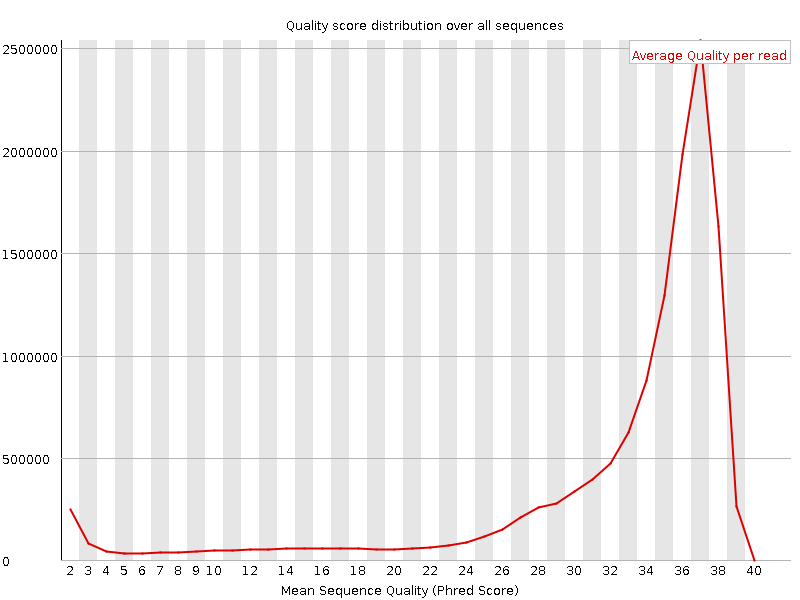 Quality score distribution over all sequences
Average Quality per read
2500000
2000000
1500000
1000000
500000
0
2 3 4 5 6 7 8 9 10 12 14 16 18 20 22 24 26 28 30 32 34 36 38 40
Mean Sequence Quality (Phred Score)